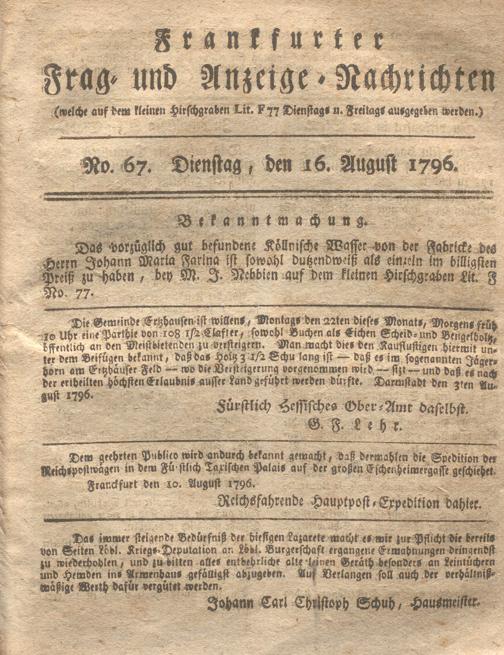 Frankfurter
Frag- und Anzeige-Nachrichten
(welche auf dem kleinen Hirschgraben Lit. F 77 Dienstags u. Freitags ausgegeben werden.)
No. 67. Dienstag, den 16. August 1796.
Bekanntmachung.
Das vorzüglich gut befundene Köllnische Wasser von der Fabricke des
Herrn Johann Maria Farina ist sowohl dutzendweiß als einzeln im billigsten
Preiß zu haben, bey M. J. Nebbien auf dem kleinen Hirschgraben Lit. F
No. 77.
Die Gemeinde Ertzhausen ist willens, Montags den 22ten dieses Monats, Morgens früh
10 Uhr eine Parthie von 108 1/2 Claffter, sowohl Buchen als Eichen Scheid- und Bengelholz,
öffentlich an den Meistbietenden zu versteigern. Man macht dies den Kauflustigen hiermit un-
ter dem Beifügen bekannt, daß das Holz 3 1/2 Schu lang ist — daß es im sogenannten Jäger-
horn am Ertzhäuser Feld — wo die Versteigerung vorgenommen wird — sizt — und daß es nach
der ertheilten höchsten Erlaubnis ausser Land geführt werden dürfte. Darmstadt den 3ten Au-
gust 1796.
Fürstlich Hessisches Ober-Amt daselbst.
G. F. Lehr.
Dem geehrten Publico wird andurch bekannt gemacht, daß dermahlen die Spedition der
Reichspostwägen in dem Fürstlich Taxischen Palais auf der großen Eschenheimergasse geschiehet.
Franckfurt den 10. August 1796.
Reichsfahrende Hauptpost-Expedition dahier.
Das immer steigende Bedürfniß der hiesigen Lazarete macht es mir zur Pflicht die bereits
von Seiten Löbl. Kriegs-Deputation an Löbl. Burgerschaft ergangene Ermahnungen dringendst
zu wiederhohlen, und zu bitten alles entbehrliche alte leinen Geräth besonders an Leintüchern
und Hemden ins Armenhaus gefälligst abzugeben. Auf Verlangen soll auch der verhältniß-
mäßige Werth dafür vergütet werden.
Johann Carl Christoph Schuh, Hausmeister.